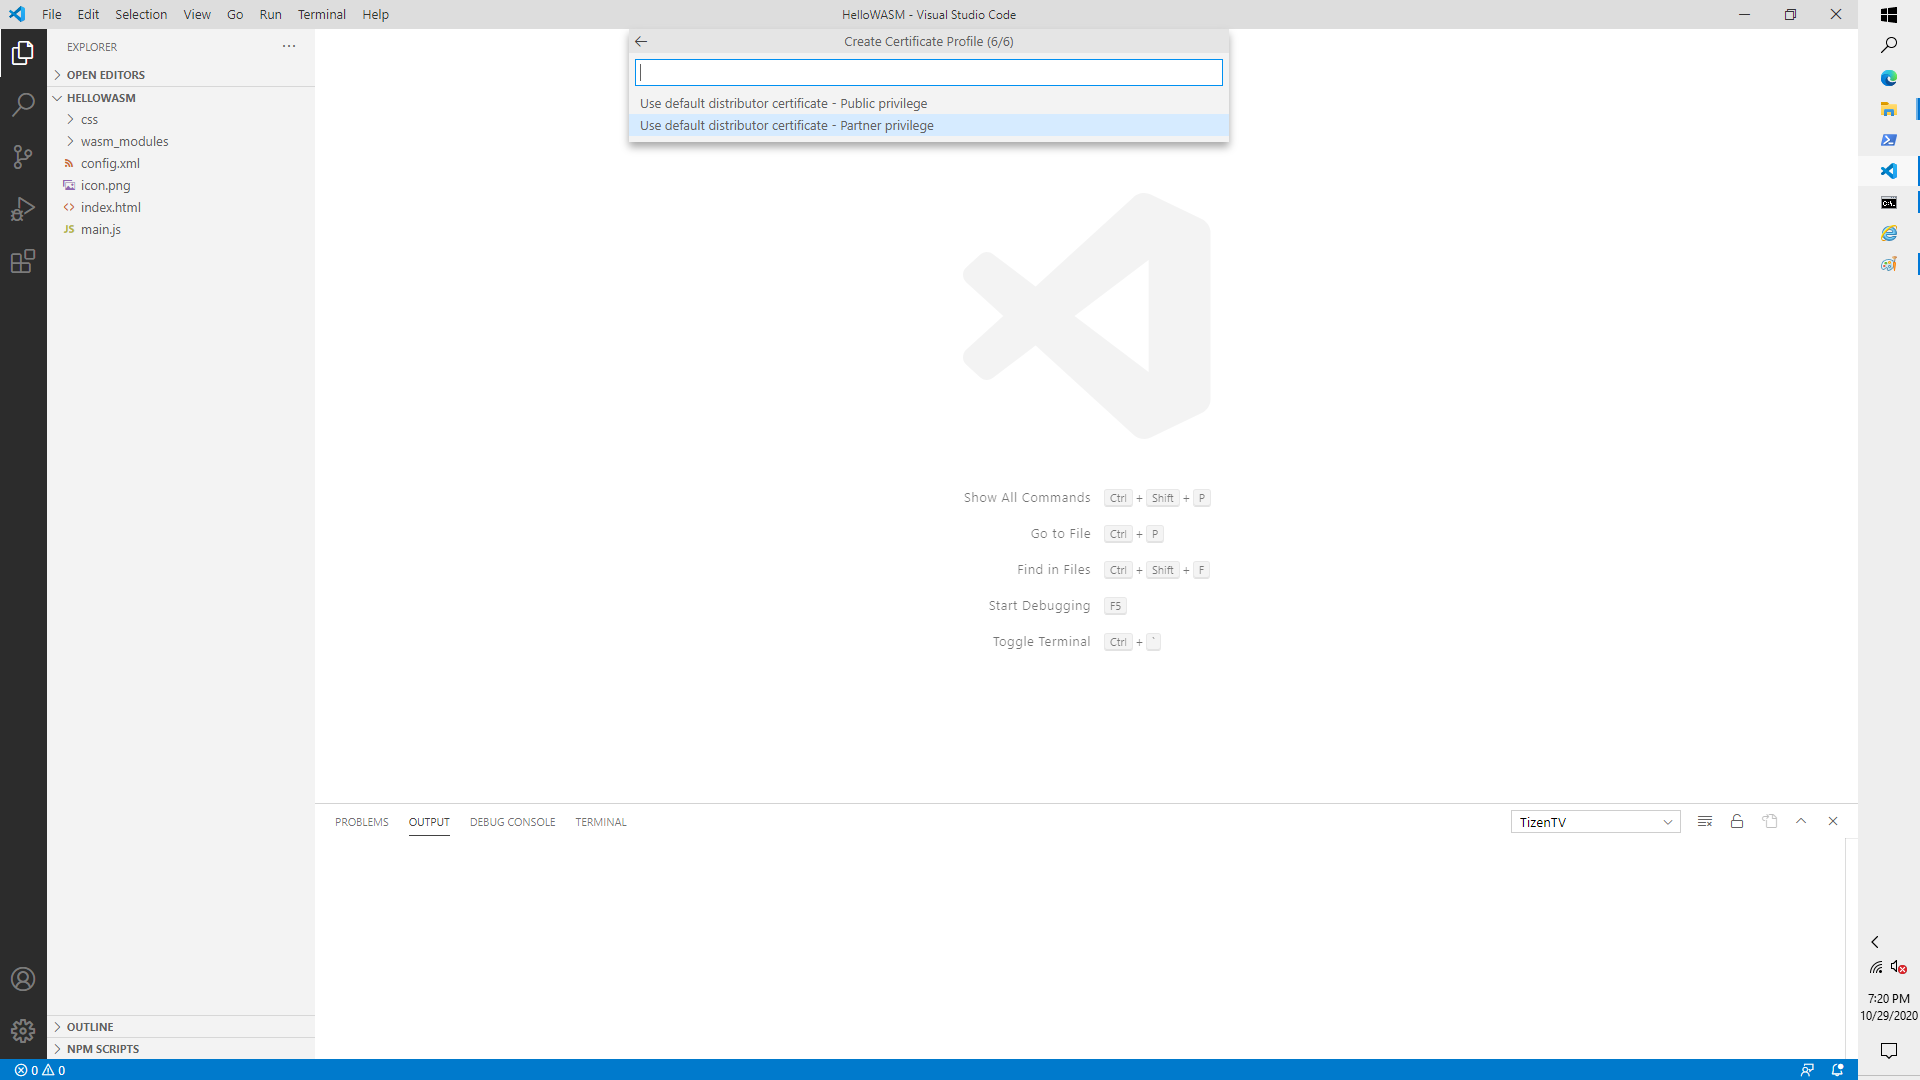 File Edit Selection View Go Run Terminal Help
HelloWASM - Visual Studio Code
EXPLORER
OPEN EDITORS
HELLOWASM
css
wasm_modules
config.xml
icon.png
index.html
JS main.js
OUTLINE
NPM SCRIPTS
Create Certificate Profile (6/6)
Use default distributor certificate - Public privilege
Use default distributor certificate - Partner privilege
Show All Commands Ctrl + Shift + P
Go to File Ctrl + P
Find in Files Ctrl + Shift + F
Start Debugging F5
Toggle Terminal Ctrl + `
PROBLEMS OUTPUT DEBUG CONSOLE TERMINAL
TizenTV
0 0
C:\.
7:20 PM
10/29/2020